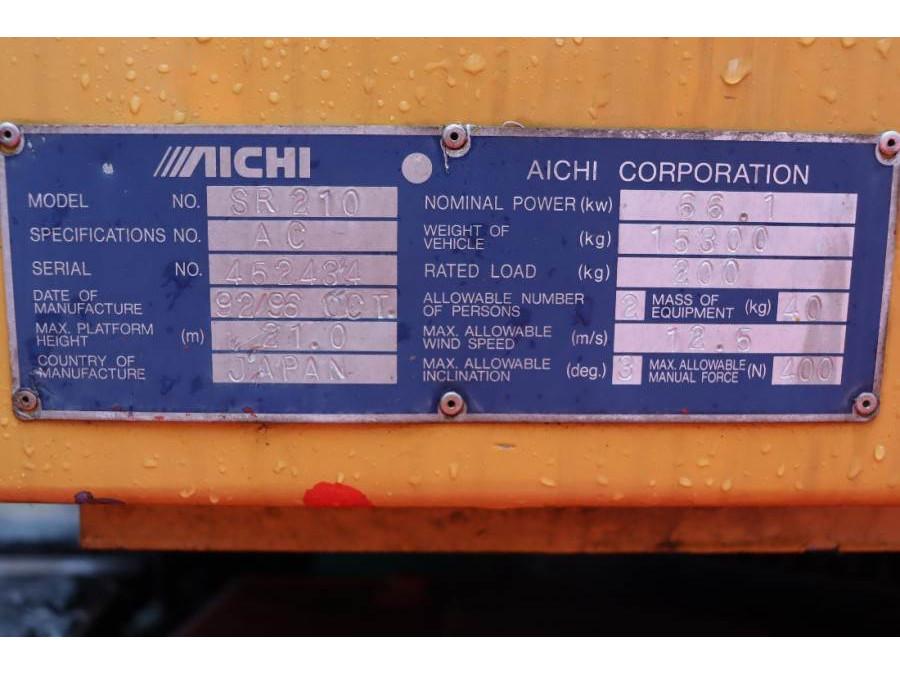 AICHI
MODEL NO. SR210
SPECIFICATIONS NO. AC
SERIAL NO. 452434
DATE OF MANUFACTURE 92/96 OCT.
MAX. PLATFORM HEIGHT (m) 21.0
COUNTRY OF MANUFACTURE JAPAN
AICHI CORPORATION
NOMINAL POWER (kw) 66.1
WEIGHT OF VEHICLE (kg) 15300
RATED LOAD (kg) 200
ALLOWABLE NUMBER OF PERSONS 2 MASS OF EQUIPMENT (kg) 40
MAX. ALLOWABLE WIND SPEED (m/s) 12.5
MAX. ALLOWABLE INCLINATION (deg.) 3 MAX. ALLOWABLE MANUAL FORCE (N) 400